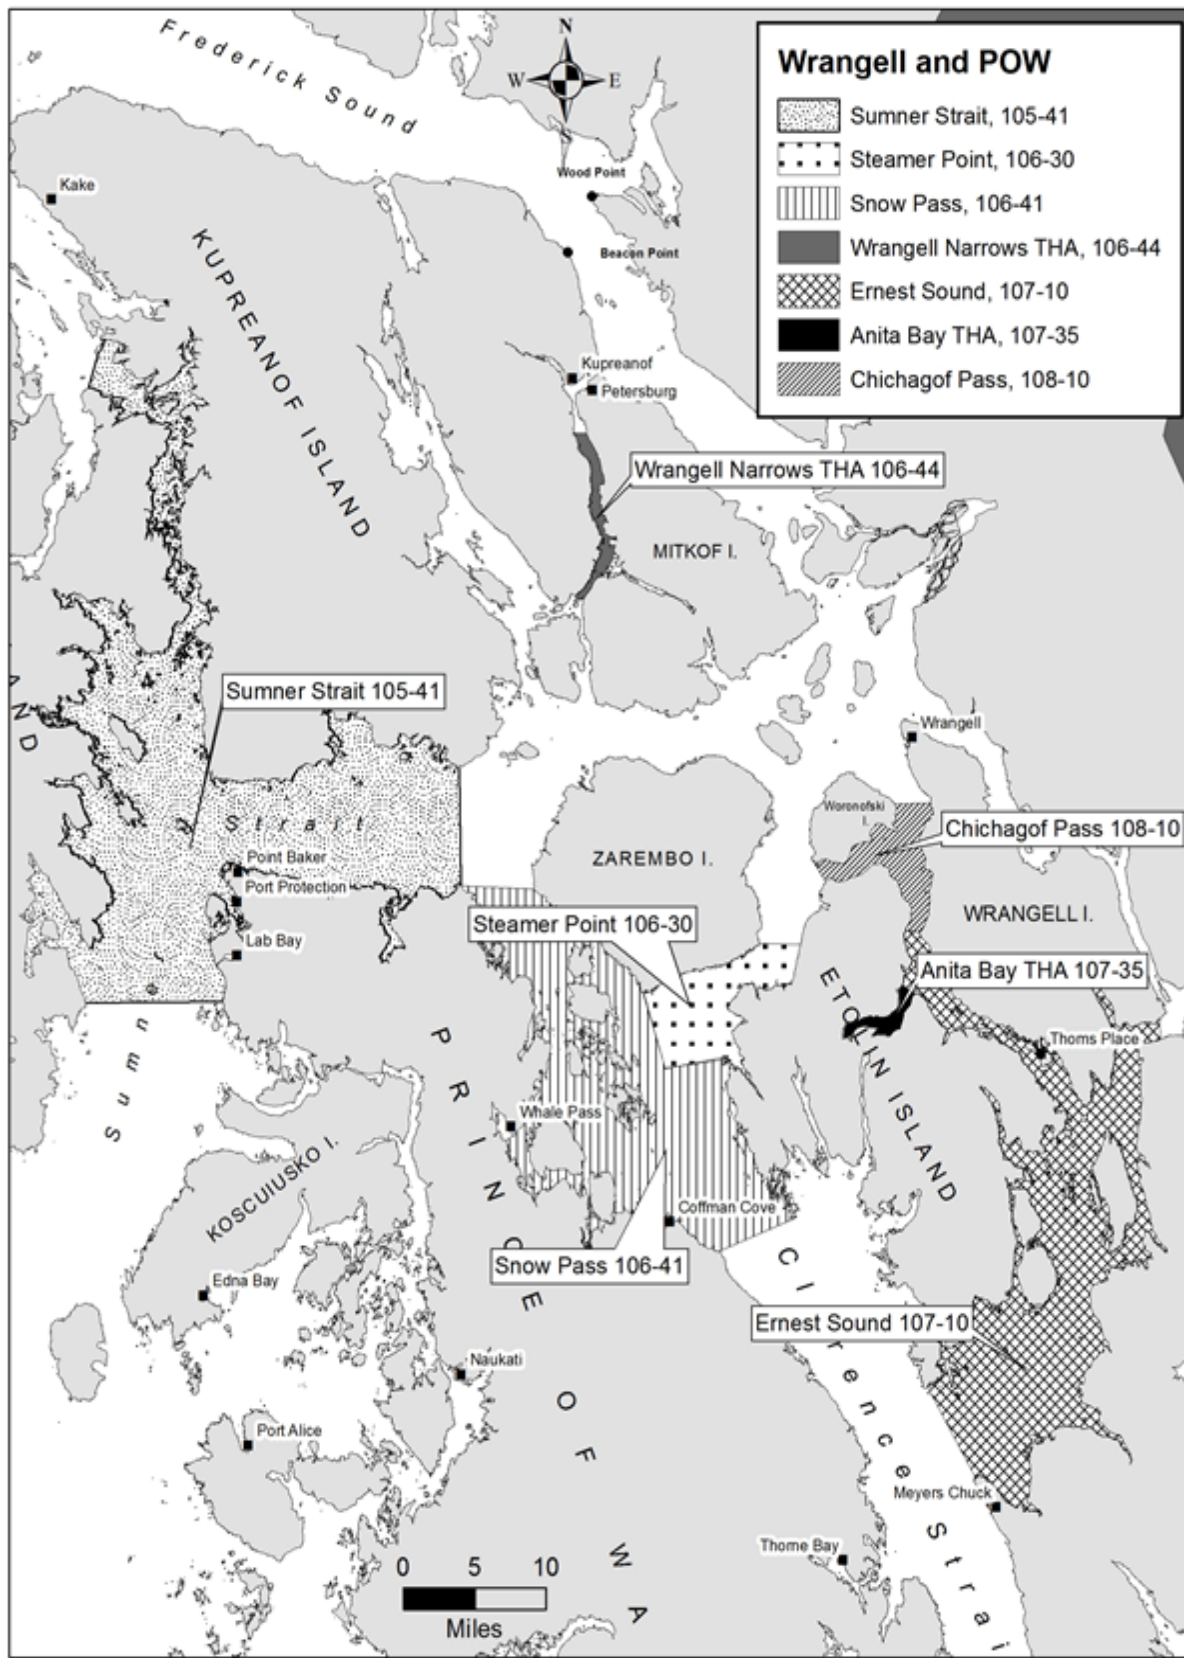 Frederick Sound
N
W
E
S
Wrangell and POW
Sumner Strait, 105-41
Steamer Point, 106-30
Snow Pass, 106-41
Wrangell Narrows THA, 106-44
Ernest Sound, 107-10
Anita Bay THA, 107-35
Chichagof Pass, 108-10
Wood Point
Kake
Beacon Point
KUPREANOF ISLAND
Kupreanof
Petersburg
Wrangell Narrows THA 106-44
MITKOF I.
AND
Sumner Strait 105-41
Wrangell
Woronofski
I.
Strait
Chichagof Pass 108-10
Point Baker
ZAREMBO I.
Port Protection
Steamer Point 106-30
WRANGELL I.
Lab Bay
Anita Bay THA 107-35
Sumn
ETOLIN ISLAND
Thoms Place
PRINCE OF WA
Whale Pass
KOSCUIUSKO I.
Coffman Cove
Snow Pass 106-41
Edna Bay
Clarence Strai
Ernest Sound 107-10
Naukati
Port Alice
Meyers Chuck
Thorne Bay
0 5 10
Miles